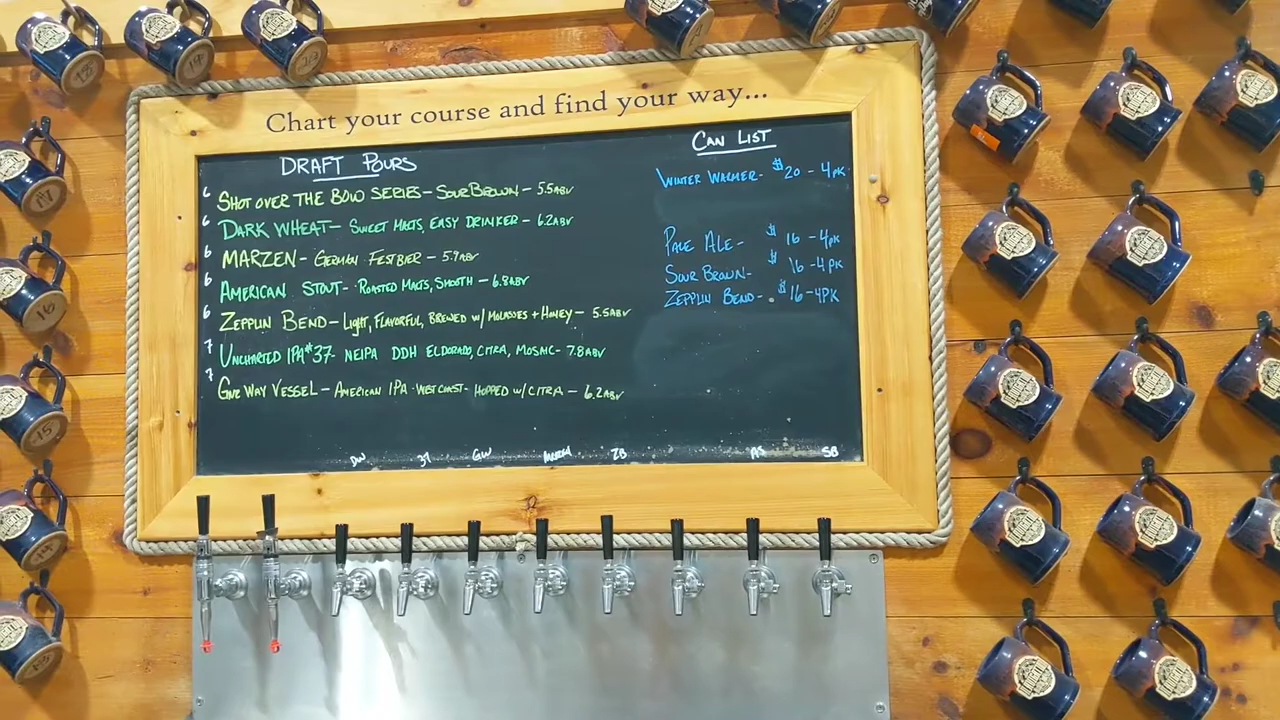 Chart your course and find your way...
DRAFT POURS
6 SHOT OVER THE BOW SERIES - SOUR BROWN - 5.5ABV
6 DARK WHEAT - SWEET MALTS, EASY DRINKER - 6.2ABV
6 MARZEN - GERMAN FESTBIER - 5.9ABV
6 AMERICAN STOUT - ROASTED MALTS, SMOOTH - 6.8ABV
6 ZEPPLIN BEND - LIGHT, FLAVORFUL, BREWED W/ MOLASSES + HONEY - 5.5ABV
7 UNCHARTED IPA #37 - NEIPA DDH ELDORADO, CITRA, MOSAIC - 7.8ABV
7 GIVE WAY VESSEL - AMERICAN IPA - WEST COAST - HOPPED W/ CITRA - 6.2ABV
CAN LIST
WINTER WARMER - $20 - 4PK
PALE ALE - $16 - 4PK
SOUR BROWN - $16 - 4PK
ZEPPLIN BEND - $16 - 4PK
DW 37 GW ZB AS SB
16
15